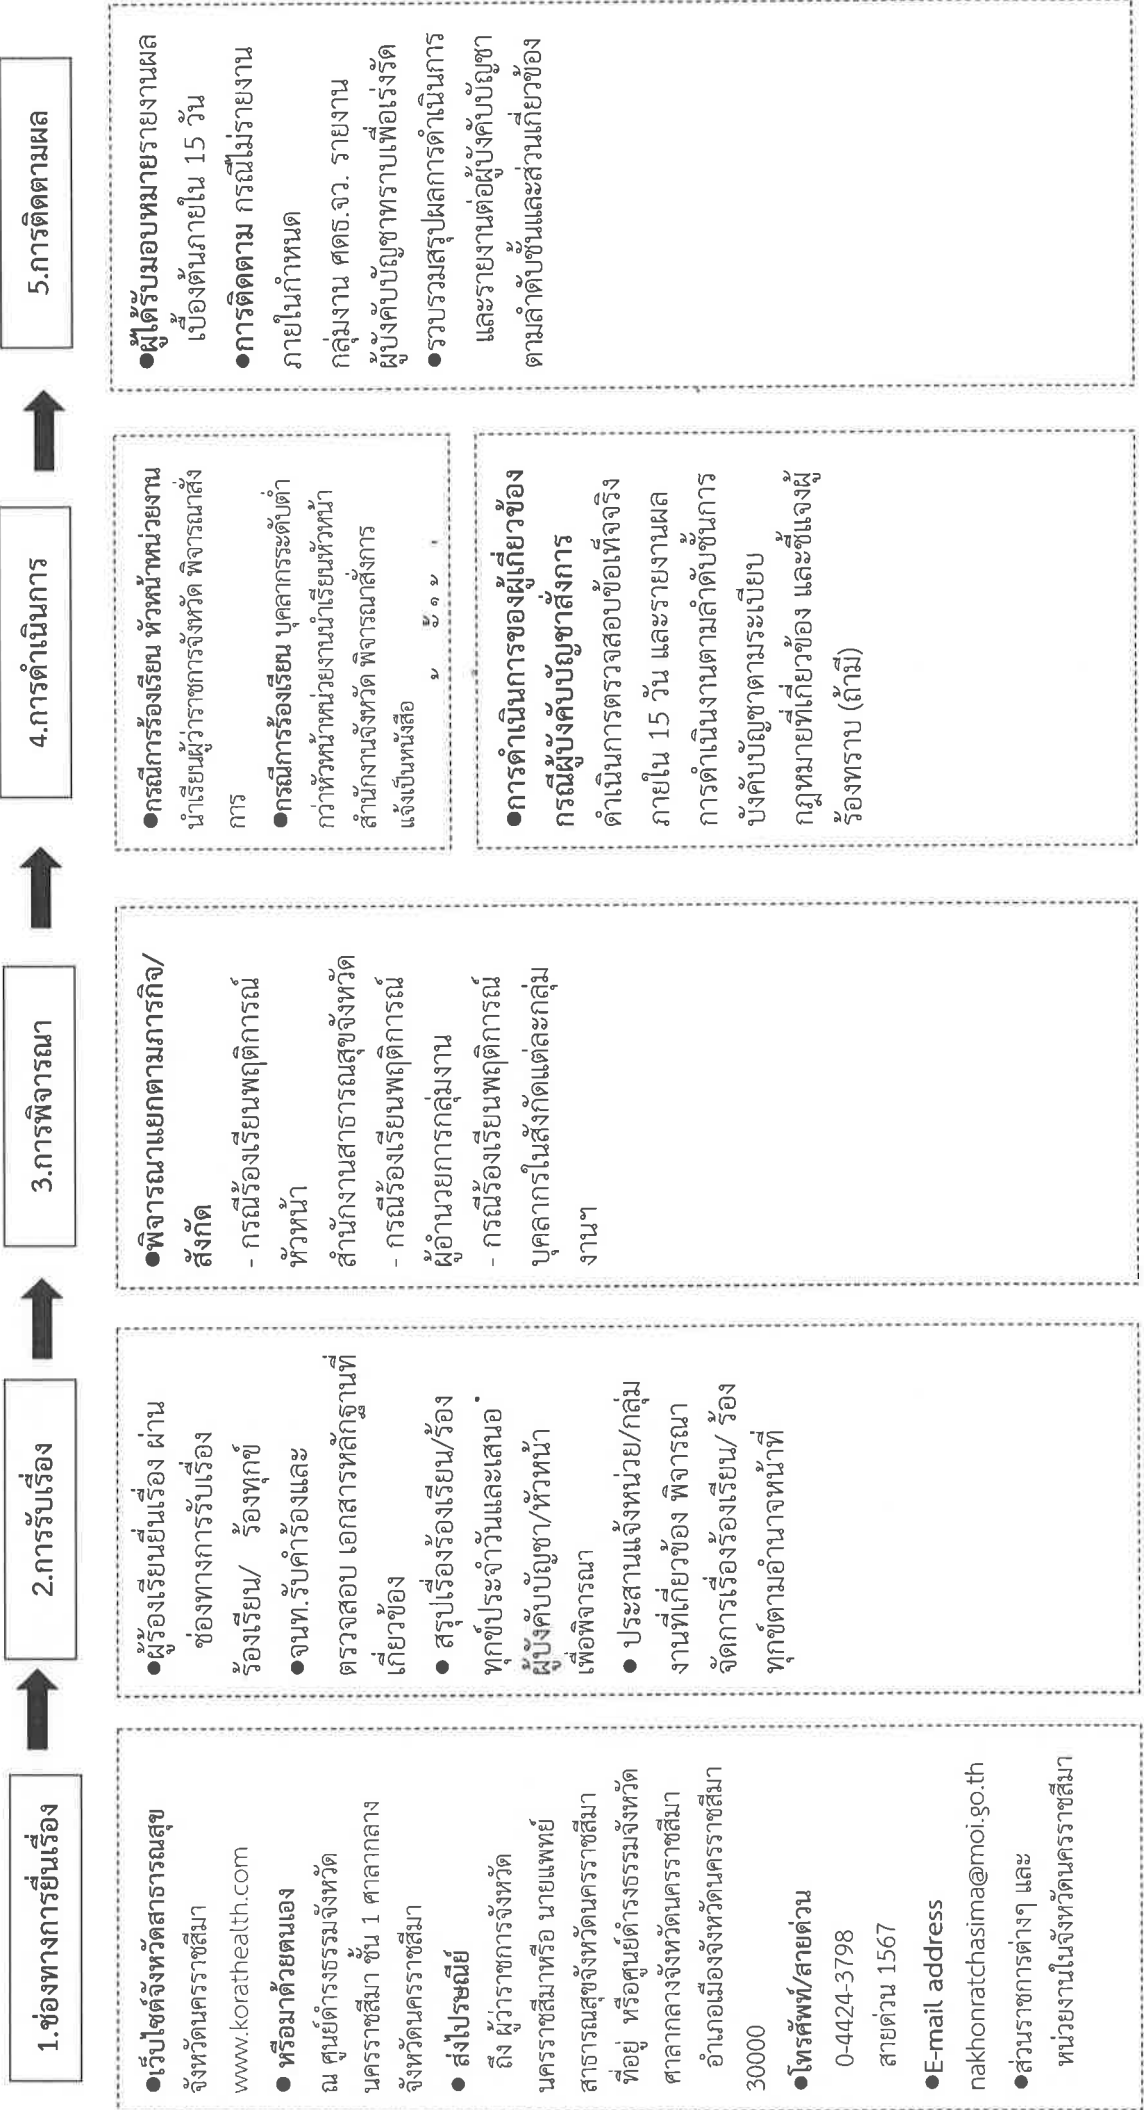 1.ช่องทางการยื่นเรื่อง
●เว็บไซต์จังหวัดสาธารณสุข
จังหวัดนครราชสีมา
www.korathealth.com
● หรือมาด้วยตนเอง
ณ ศูนย์ดำรงธรรมจังหวัด
นครราชสีมา ชั้น 1 ศาลากลาง
จังหวัดนครราชสีมา
● ส่งไปรษณีย์
ถึง ผู้ว่าราชการจังหวัด
นครราชสีมาหรือ นายแพทย์
สาธารณสุขจังหวัดนครราชสีมา
ที่อยู่ หรือศูนย์ดำรงธรรมจังหวัด
ศาลากลางจังหวัดนครราชสีมา
อำเภอเมืองจังหวัดนครราชสีมา
30000
●โทรศัพท์/สายด่วน
0-4424-3798
สายด่วน 1567
●E-mail address
nakhonratchasima@moi.go.th
●ส่วนราชการต่างๆ และ
หน่วยงานในจังหวัดนครราชสีมา
2.การรับเรื่อง
●ผู้ร้องเรียนยื่นเรื่อง ผ่าน
ช่องทางการรับเรื่อง
ร้องเรียน/ ร้องทุกข์
●จนท.รับคำร้องและ
ตรวจสอบ เอกสารหลักฐานที่
เกี่ยวข้อง
● สรุปเรื่องร้องเรียน/ร้อง
ทุกข์ประจำวันและเสนอ
ผู้บังคับบัญชา/หัวหน้า
เพื่อพิจารณา
● ประสานแจ้งหน่วย/กลุ่ม
งานที่เกี่ยวข้อง พิจารณา
จัดการเรื่องร้องเรียน/ ร้อง
ทุกข์ตามอำนาจหน้าที่
3.การพิจารณา
●พิจารณาแยกตามภารกิจ/
สังกัด
- กรณีร้องเรียนพฤติการณ์
หัวหน้า
สำนักงานสาธารณสุขจังหวัด
- กรณีร้องเรียนพฤติการณ์
ผู้อำนวยการกลุ่มงาน
- กรณีร้องเรียนพฤติการณ์
บุคลากรในสังกัดแต่ละกลุ่ม
งานฯ
4.การดำเนินการ
●กรณีการร้องเรียน หัวหน้าหน่วยงาน
นำเรียนผู้ว่าราชการจังหวัด พิจารณาสั่ง
การ
●กรณีการร้องเรียน บุคลากรระดับต่ำ
กว่าหัวหน้าหน่วยงานนำเรียนหัวหน้า
สำนักงานจังหวัด พิจารณาสั่งการ
แจ้งเป็นหนังสือ
●การดำเนินการของผู้เกี่ยวข้อง
กรณีผู้บังคับบัญชาสั่งการ
ดำเนินการตรวจสอบข้อเท็จจริง
ภายใน 15 วัน และรายงานผล
การดำเนินงานตามลำดับชั้นการ
บังคับบัญชาตามระเบียบ
กฎหมายที่เกี่ยวข้อง และชี้แจงผู้
ร้องทราบ (ถ้ามี)
5.การติดตามผล
●ผู้ได้รับมอบหมายรายงานผล
เบื้องต้นภายใน 15 วัน
●การติดตาม กรณีไม่รายงาน
ภายในกำหนด
กลุ่มงาน ศดธ.จว. รายงาน
ผู้บังคับบัญชาทราบเพื่อเร่งรัด
●รวบรวมสรุปผลการดำเนินการ
และรายงานต่อผู้บังคับบัญชา
ตามลำดับชั้นและส่วนเกี่ยวข้อง